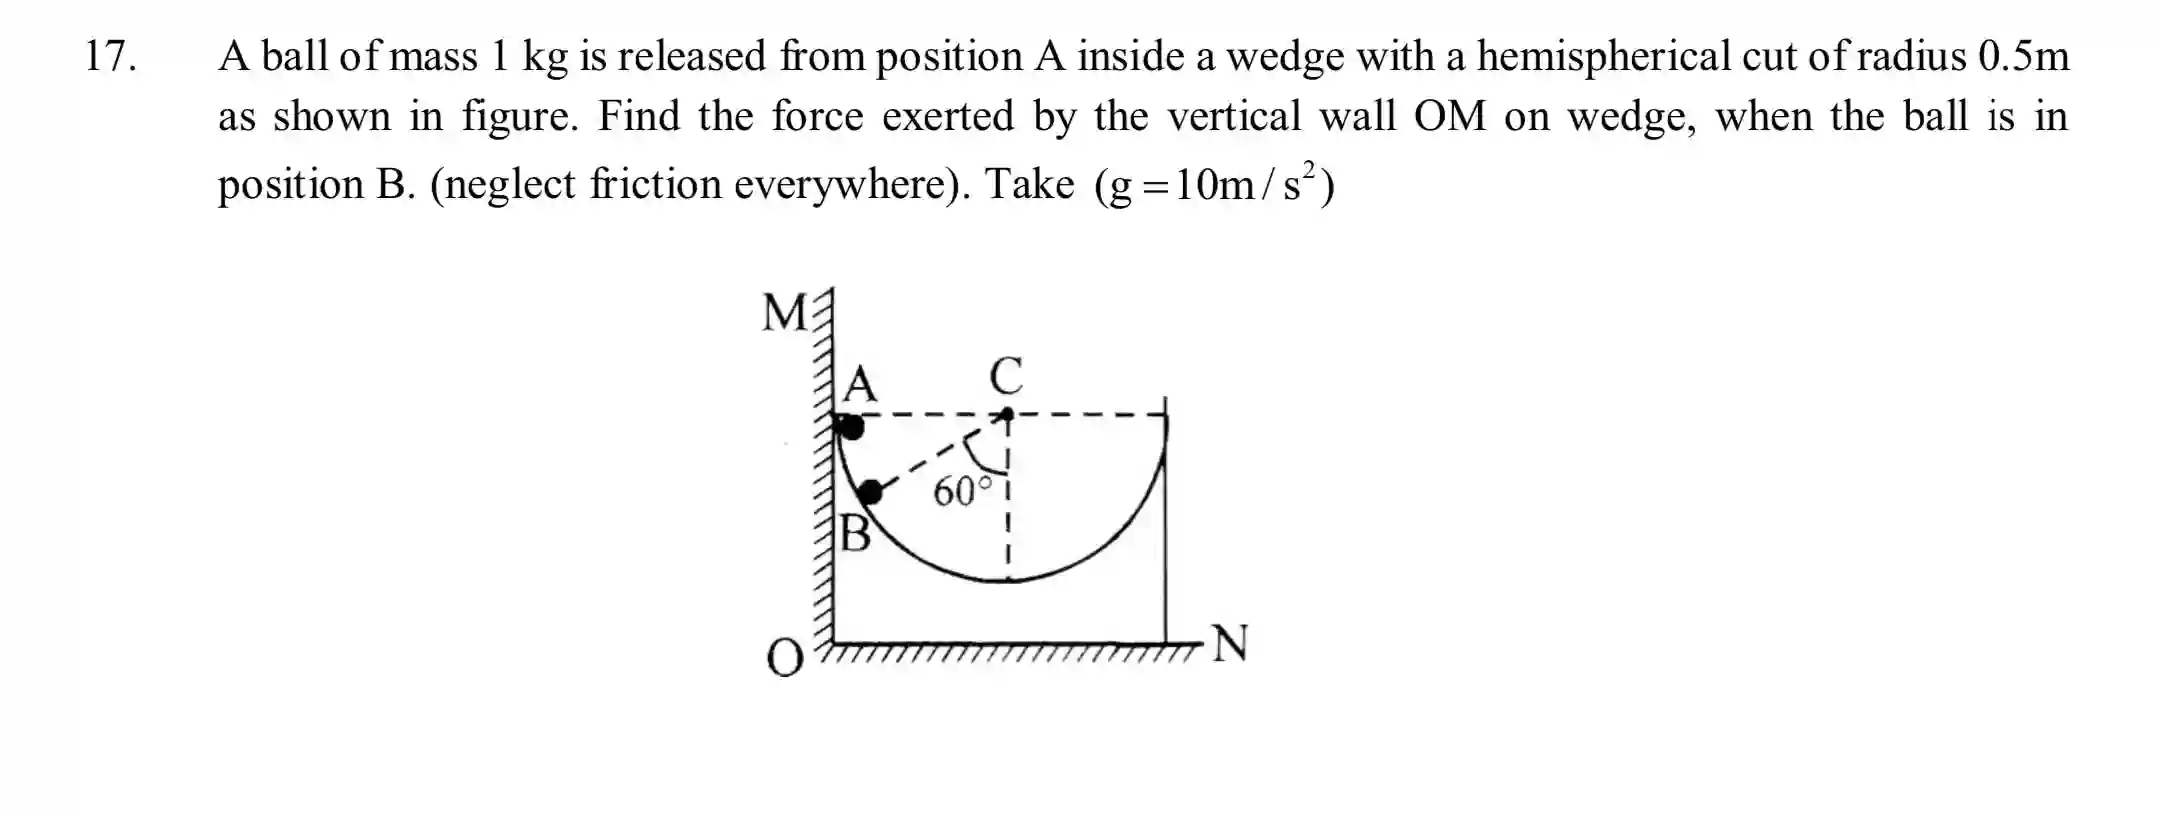 17. A ball of mass 1 kg is released from position A inside a wedge with a hemispherical cut of radius 0.5m
as shown in figure. Find the force exerted by the vertical wall OM on wedge, when the ball is in
position B. (neglect friction everywhere). Take (g = 10m / s²)
M
A C
60°
B
O N